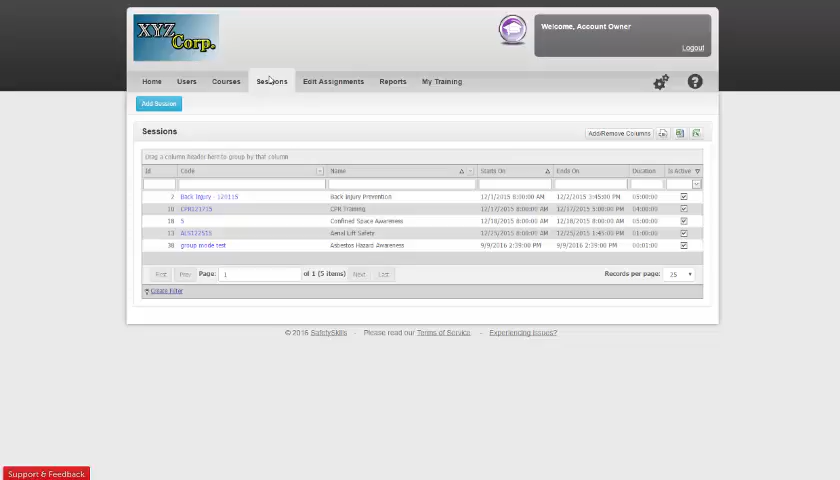 XYZ
Corp.
Welcome, Account Owner
Logout
Home Users Courses Sessions Edit Assignments Reports My Training
Add Session
Sessions
Add/Remove Columns
Drag a column header here to group by that column
Id Code Name Starts On Ends On Duration Is Active
2 Back Injury - 120115 Back Injury Prevention 12/1/2015 8:00:00 AM 12/2/2015 3:45:00 PM 05:00:00
CPR121715 CPR Training 12/17/2015 8:00:00 AM 12/17/2015 5:00:00 PM 04:00:00
18 5 Confined Space Awareness 12/18/2015 8:00:00 AM 12/18/2015 5:00:00 PM 05:00:00
13 Aerial Lift Safety 12/25/2015 8:00:00 AM 12/25/2015 1:45:00 PM 01:00:00
30 group mode test Asbestos Hazard Awareness 9/9/2016 2:39:00 PM 9/9/2016 2:39:00 PM 00:01:00
First Prev Page: 1 of 1 (5 items) Next Last Records per page: 25
Create Filter
© 2016 SafetySkills - Please read our Terms of Service - Experiencing Issues?
Support & Feedback